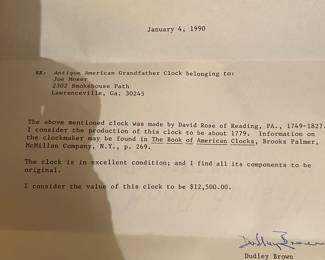 January 4, 1990
RE: Antique American Grandfather Clock belonging to:
Joe Moser
2302 Smokehouse Path
Lawrenceville, Ga. 30245
The above mentioned clock was made by David Rose of Reading, PA., 1749-1827.
I consider the production of this clock to be about 1779. Information on
the clockmaker may be found in The Book of American Clocks, Brooks Palmer,
McMillan Company, N.Y., p. 269.
The clock is in excellent condition; and I find all its components to be
original.
I consider the value of this clock to be $12,500.00.
Dudley Brown
Dudley Brown